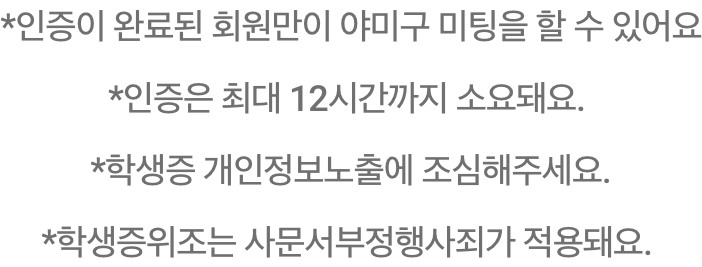 *인증이 완료된 회원만이 야미구 미팅을 할 수 있어요
*인증은 최대 12시간까지 소요돼요.
*학생증 개인정보노출에 조심해주세요.
*학생증위조는 사문서부정행사죄가 적용돼요.